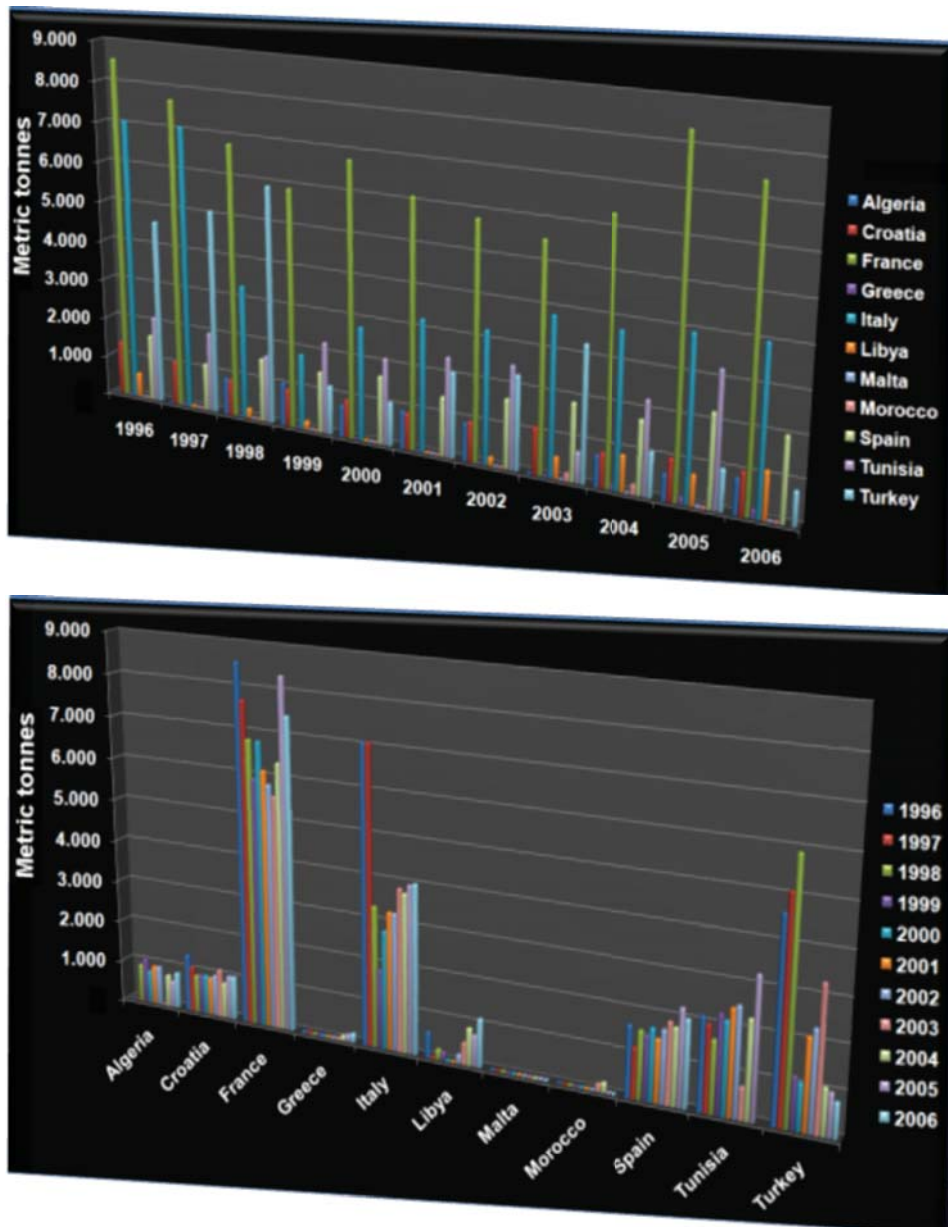 9.000
8.000
7.000
6.000
5.000
4.000
3.000
2.000
1.000
Metric tonnes
1996
1997
1998
1999
2000
2001
2002
2003
2004
2005
2006
Algeria
Croatia
France
Greece
Italy
Libya
Malta
Morocco
Spain
Tunisia
Turkey
9.000
8.000
7.000
6.000
5.000
4.000
3.000
2.000
1.000
Metric tonnes
Algeria
Croatia
France
Greece
Italy
Libya
Malta
Morocco
Spain
Tunisia
Turkey
1996
1997
1998
1999
2000
2001
2002
2003
2004
2005
2006